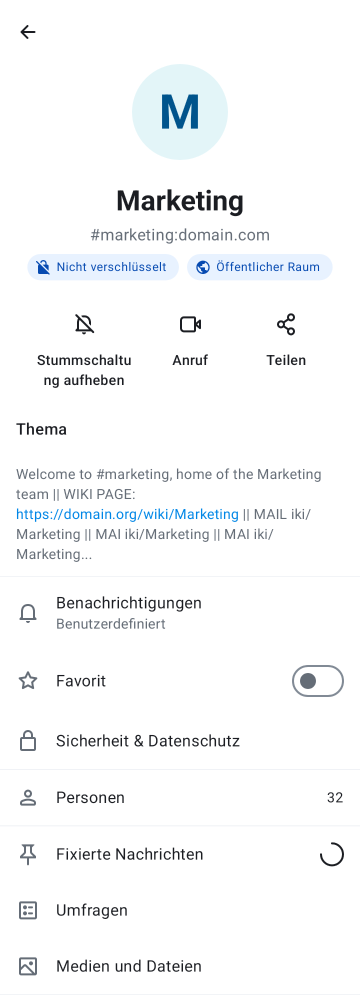 M
Marketing
#marketing:domain.com
Nicht verschlüsselt Öffentlicher Raum
Stummschaltu
ng aufheben
Anruf
Teilen
Thema
Welcome to #marketing, home of the Marketing
team || WIKI PAGE:
https://domain.org/wiki/Marketing || MAIL iki/
Marketing || MAI iki/Marketing || MAI iki/
Marketing...
Benachrichtigungen
Benutzerdefiniert
Favorit
Sicherheit & Datenschutz
Personen 32
Fixierte Nachrichten
Umfragen
Medien und Dateien